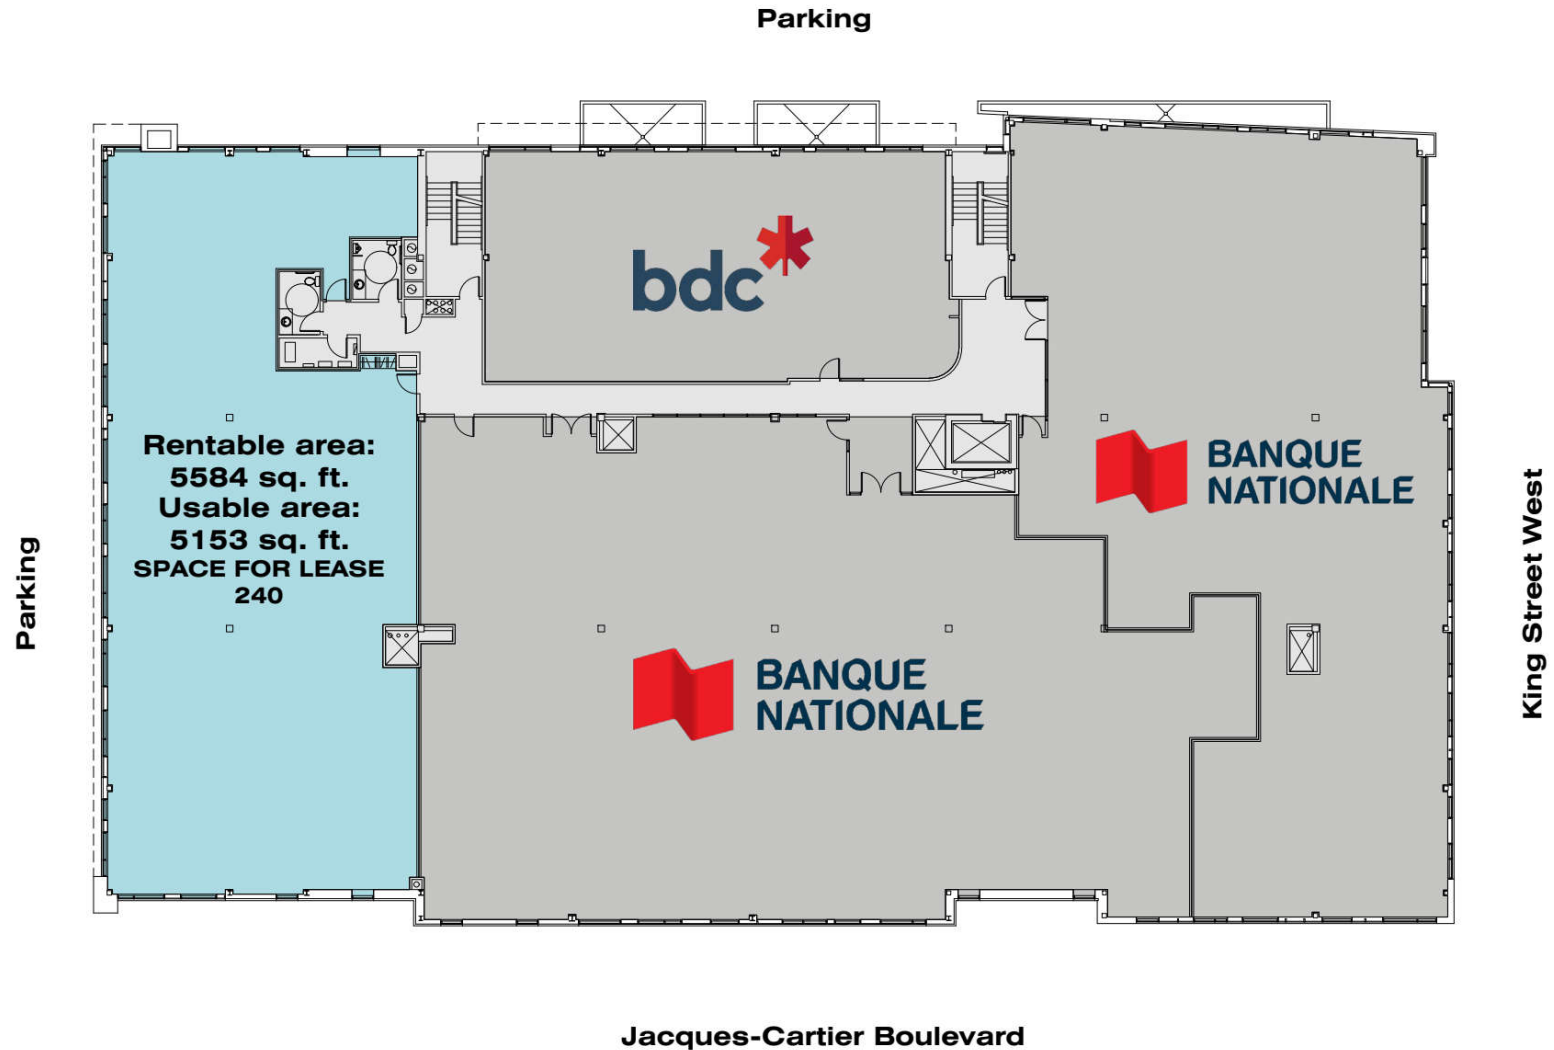 Parking
bdc
Rentable area:
5584 sq. ft.
Usable area:
5153 sq. ft.
SPACE FOR LEASE
240
BANQUE
NATIONALE
Parking
King Street West
BANQUE
NATIONALE
Jacques-Cartier Boulevard